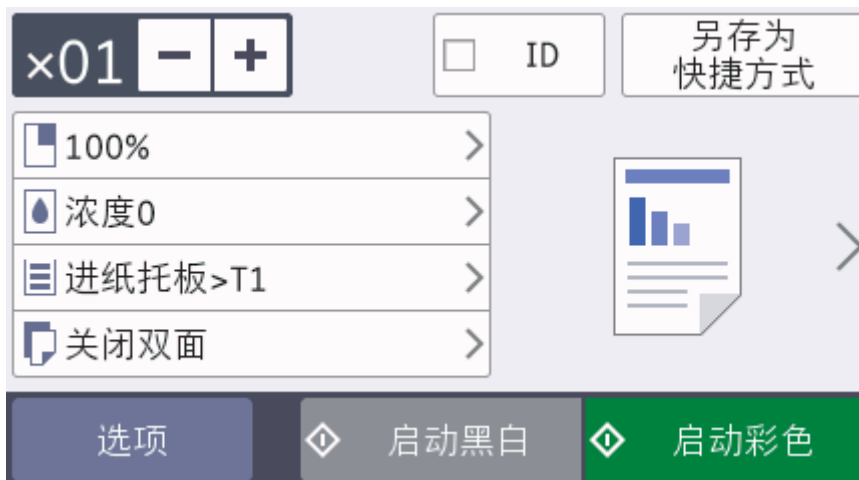 ×01 − +
ID
另存为
快捷方式
100%
浓度0
进纸托板>T1
关闭双面
选项
启动黑白
启动彩色